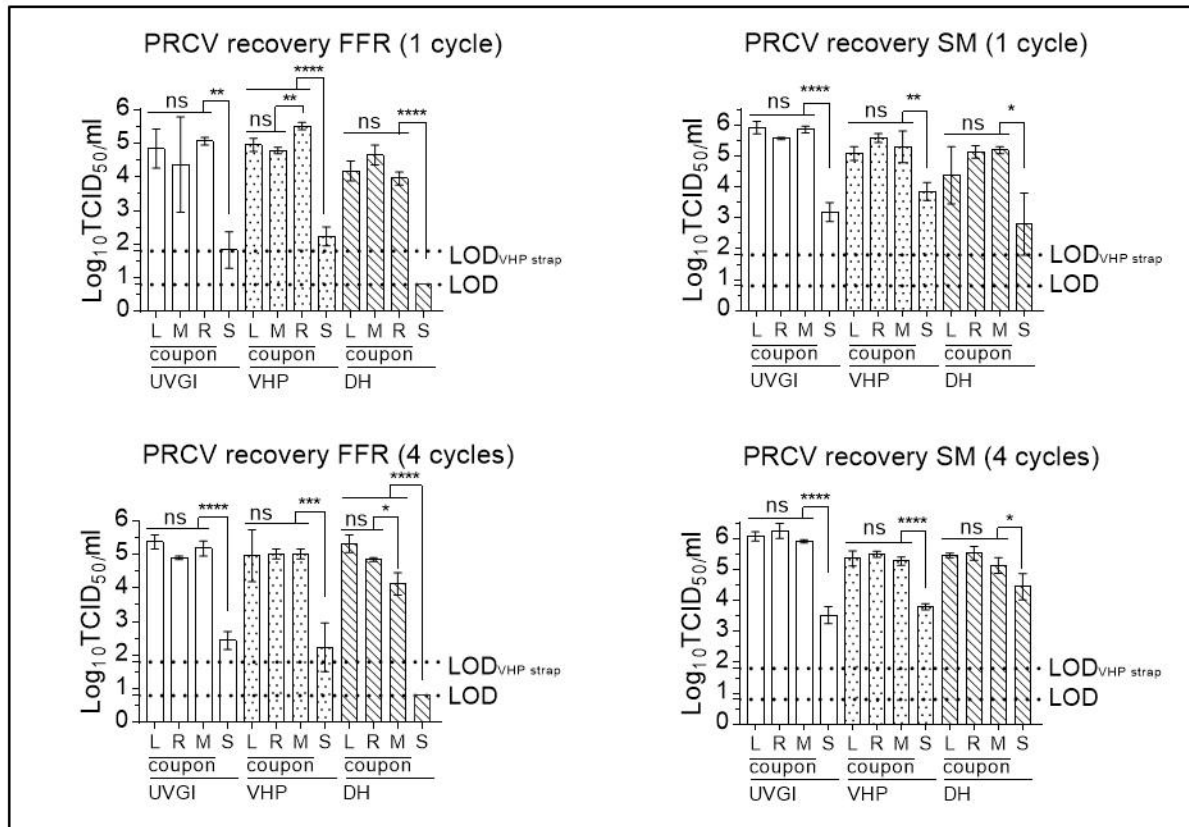 PRCV recovery FFR (1 cycle)
Log10TCID50/ml
6
5
4
3
2
1
0
ns
**
ns
**
****
ns
****
LODVHP strap
LOD
L M R S L M R S L M R S
coupon coupon coupon
UVGI VHP DH
PRCV recovery SM (1 cycle)
Log10TCID50/ml
6
5
4
3
2
1
0
ns
****
ns
**
ns
*
LODVHP strap
LOD
L R M S L R M S L R M S
coupon coupon coupon
UVGI VHP DH
PRCV recovery FFR (4 cycles)
Log10TCID50/ml
6
5
4
3
2
1
0
ns
****
ns
***
ns
*
****
LODVHP strap
LOD
L R M S L R M S L R M S
coupon coupon coupon
UVGI VHP DH
PRCV recovery SM (4 cycles)
Log10TCID50/ml
6
5
4
3
2
1
0
ns
****
ns
****
ns
*
LODVHP strap
LOD
L R M S L R M S L R M S
coupon coupon coupon
UVGI VHP DH